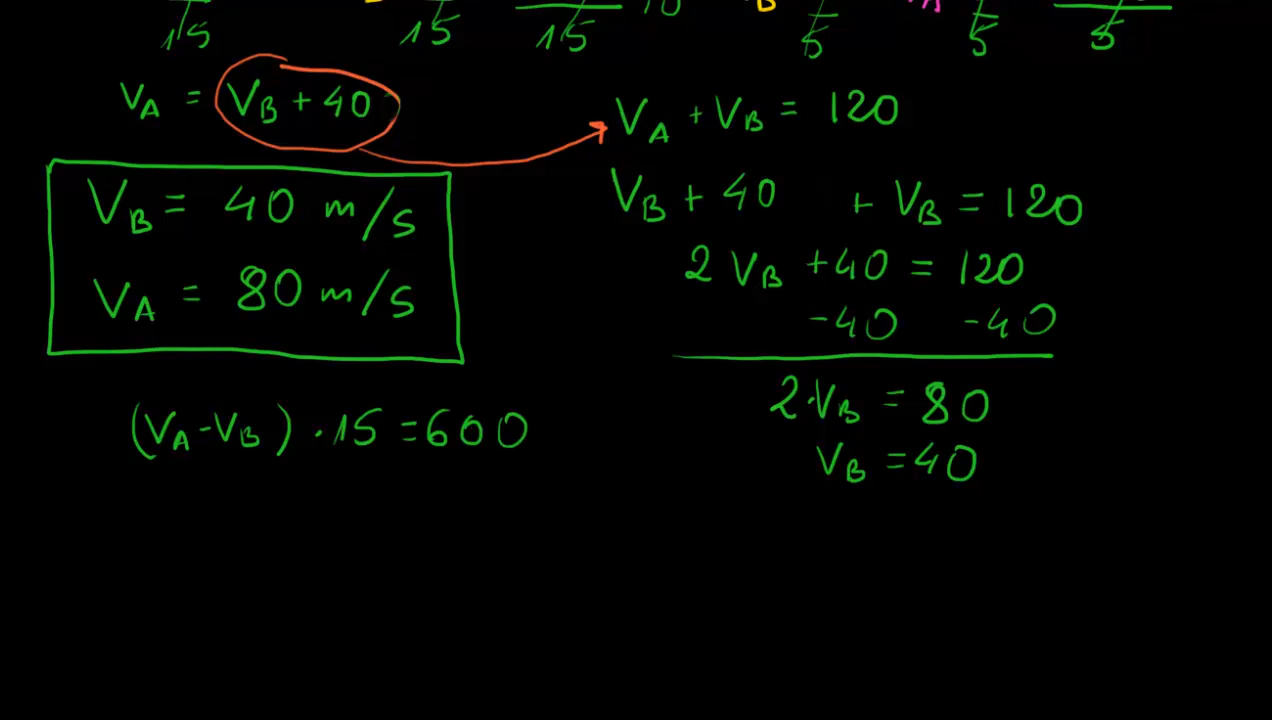 15 15 15 5 5 5
V_A = V_B + 40
V_B = 40 m/s
V_A = 80 m/s
(V_A - V_B) · 15 = 600
V_A + V_B = 120
V_B + 40 + V_B = 120
2 V_B + 40 = 120
-40 -40
2·V_B = 80
V_B = 40